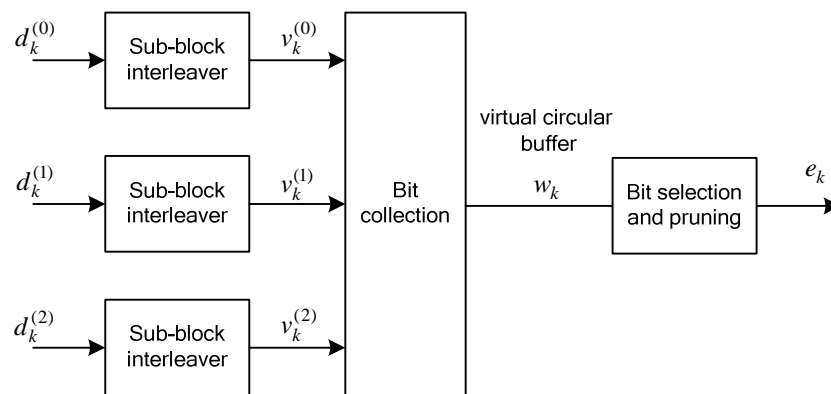 d_k^{(0)}
Sub-block
interleaver
v_k^{(0)}
d_k^{(1)}
Sub-block
interleaver
v_k^{(1)}
d_k^{(2)}
Sub-block
interleaver
v_k^{(2)}
Bit
collection
virtual circular
buffer
w_k
Bit selection
and pruning
e_k